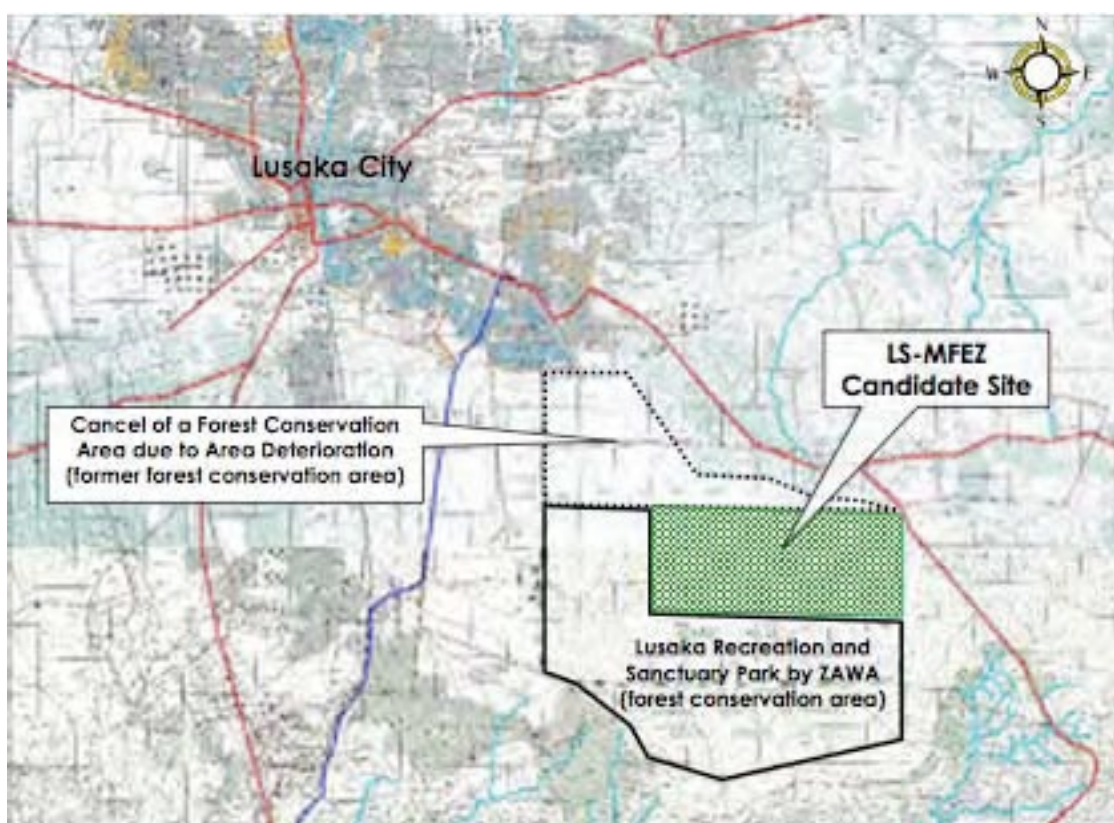 N
W E
S
Lusaka City
LS-MFEZ
Candidate Site
Cancel of a Forest Conservation
Area due to Area Deterioration
(former forest conservation area)
Lusaka Recreation and
Sanctuary Park by ZAWA
(forest conservation area)